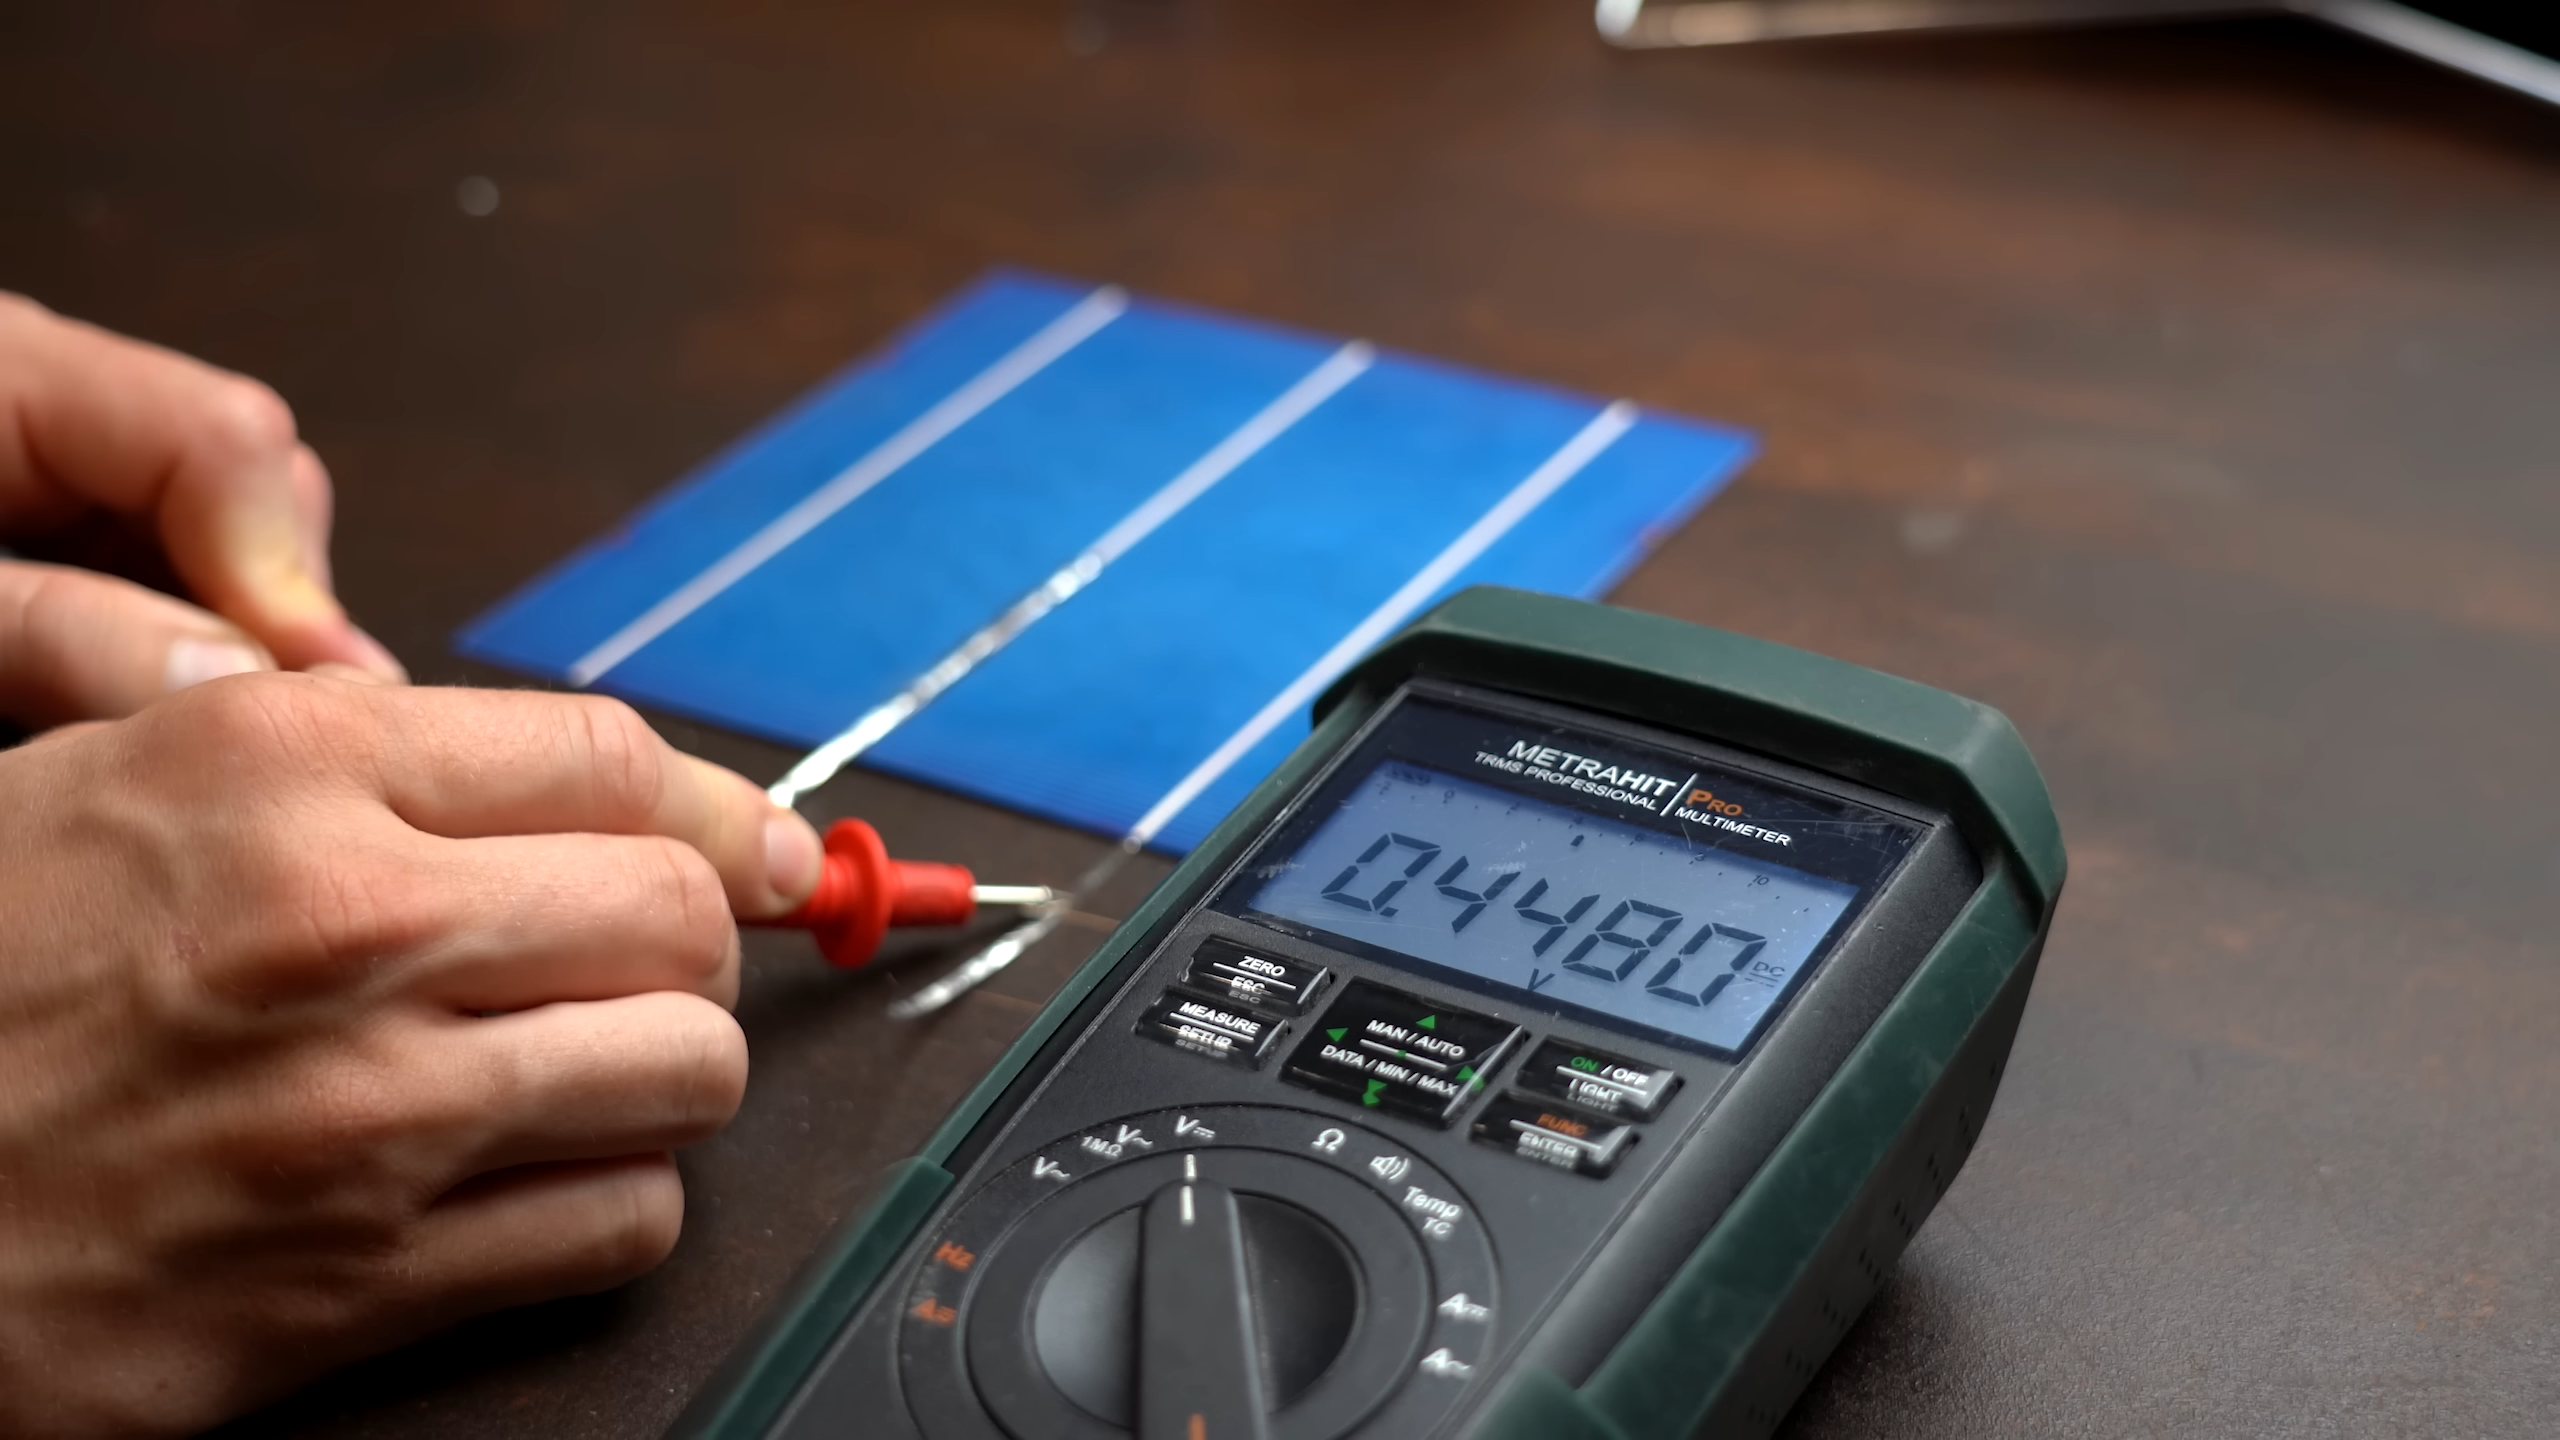 METRAHIT PRO
TRMS PROFESSIONAL MULTIMETER
10
0.4480
DC
V
ZERO
ESC
MEASURE
SETUP
MAN / AUTO
DATA / MIN / MAX
ON / OFF
LIGHT
FUNC
ENTER
V~
1MΩ
V~
V⎓
Ω
Temp
TC
Hz
A⎓
A~